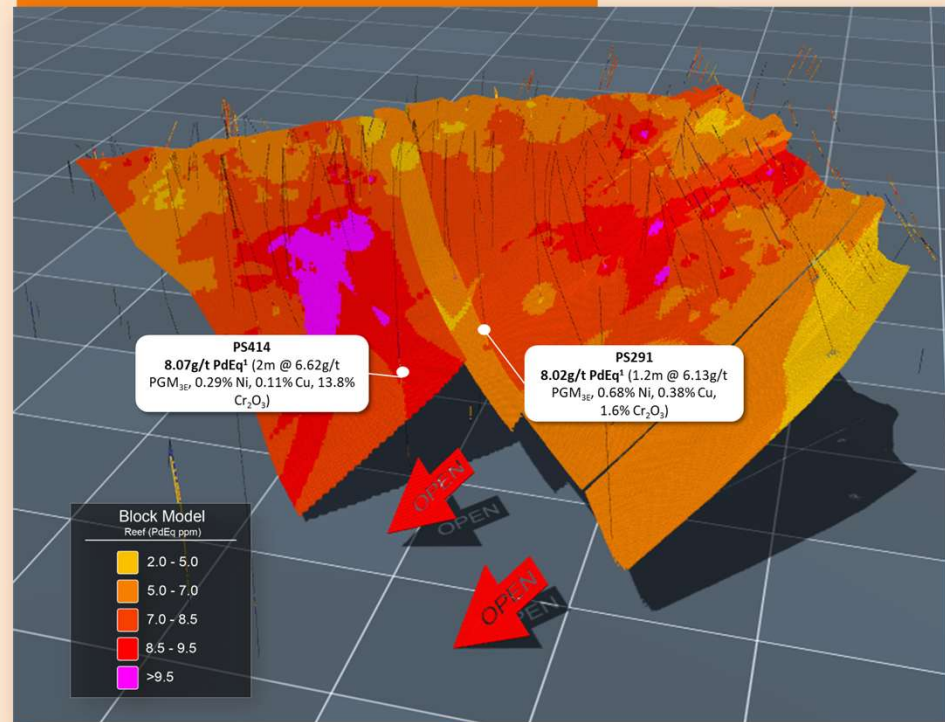 PS414
8.07g/t PdEq¹ (2m @ 6.62g/t
PGM₃E, 0.29% Ni, 0.11% Cu, 13.8%
Cr₂O₃)
PS291
8.02g/t PdEq¹ (1.2m @ 6.13g/t
PGM₃E, 0.68% Ni, 0.38% Cu,
1.6% Cr₂O₃)
OPEN
OPEN
OPEN
OPEN
Block Model
Reef (PdEq ppm)
2.0 - 5.0
5.0 - 7.0
7.0 - 8.5
8.5 - 9.5
>9.5